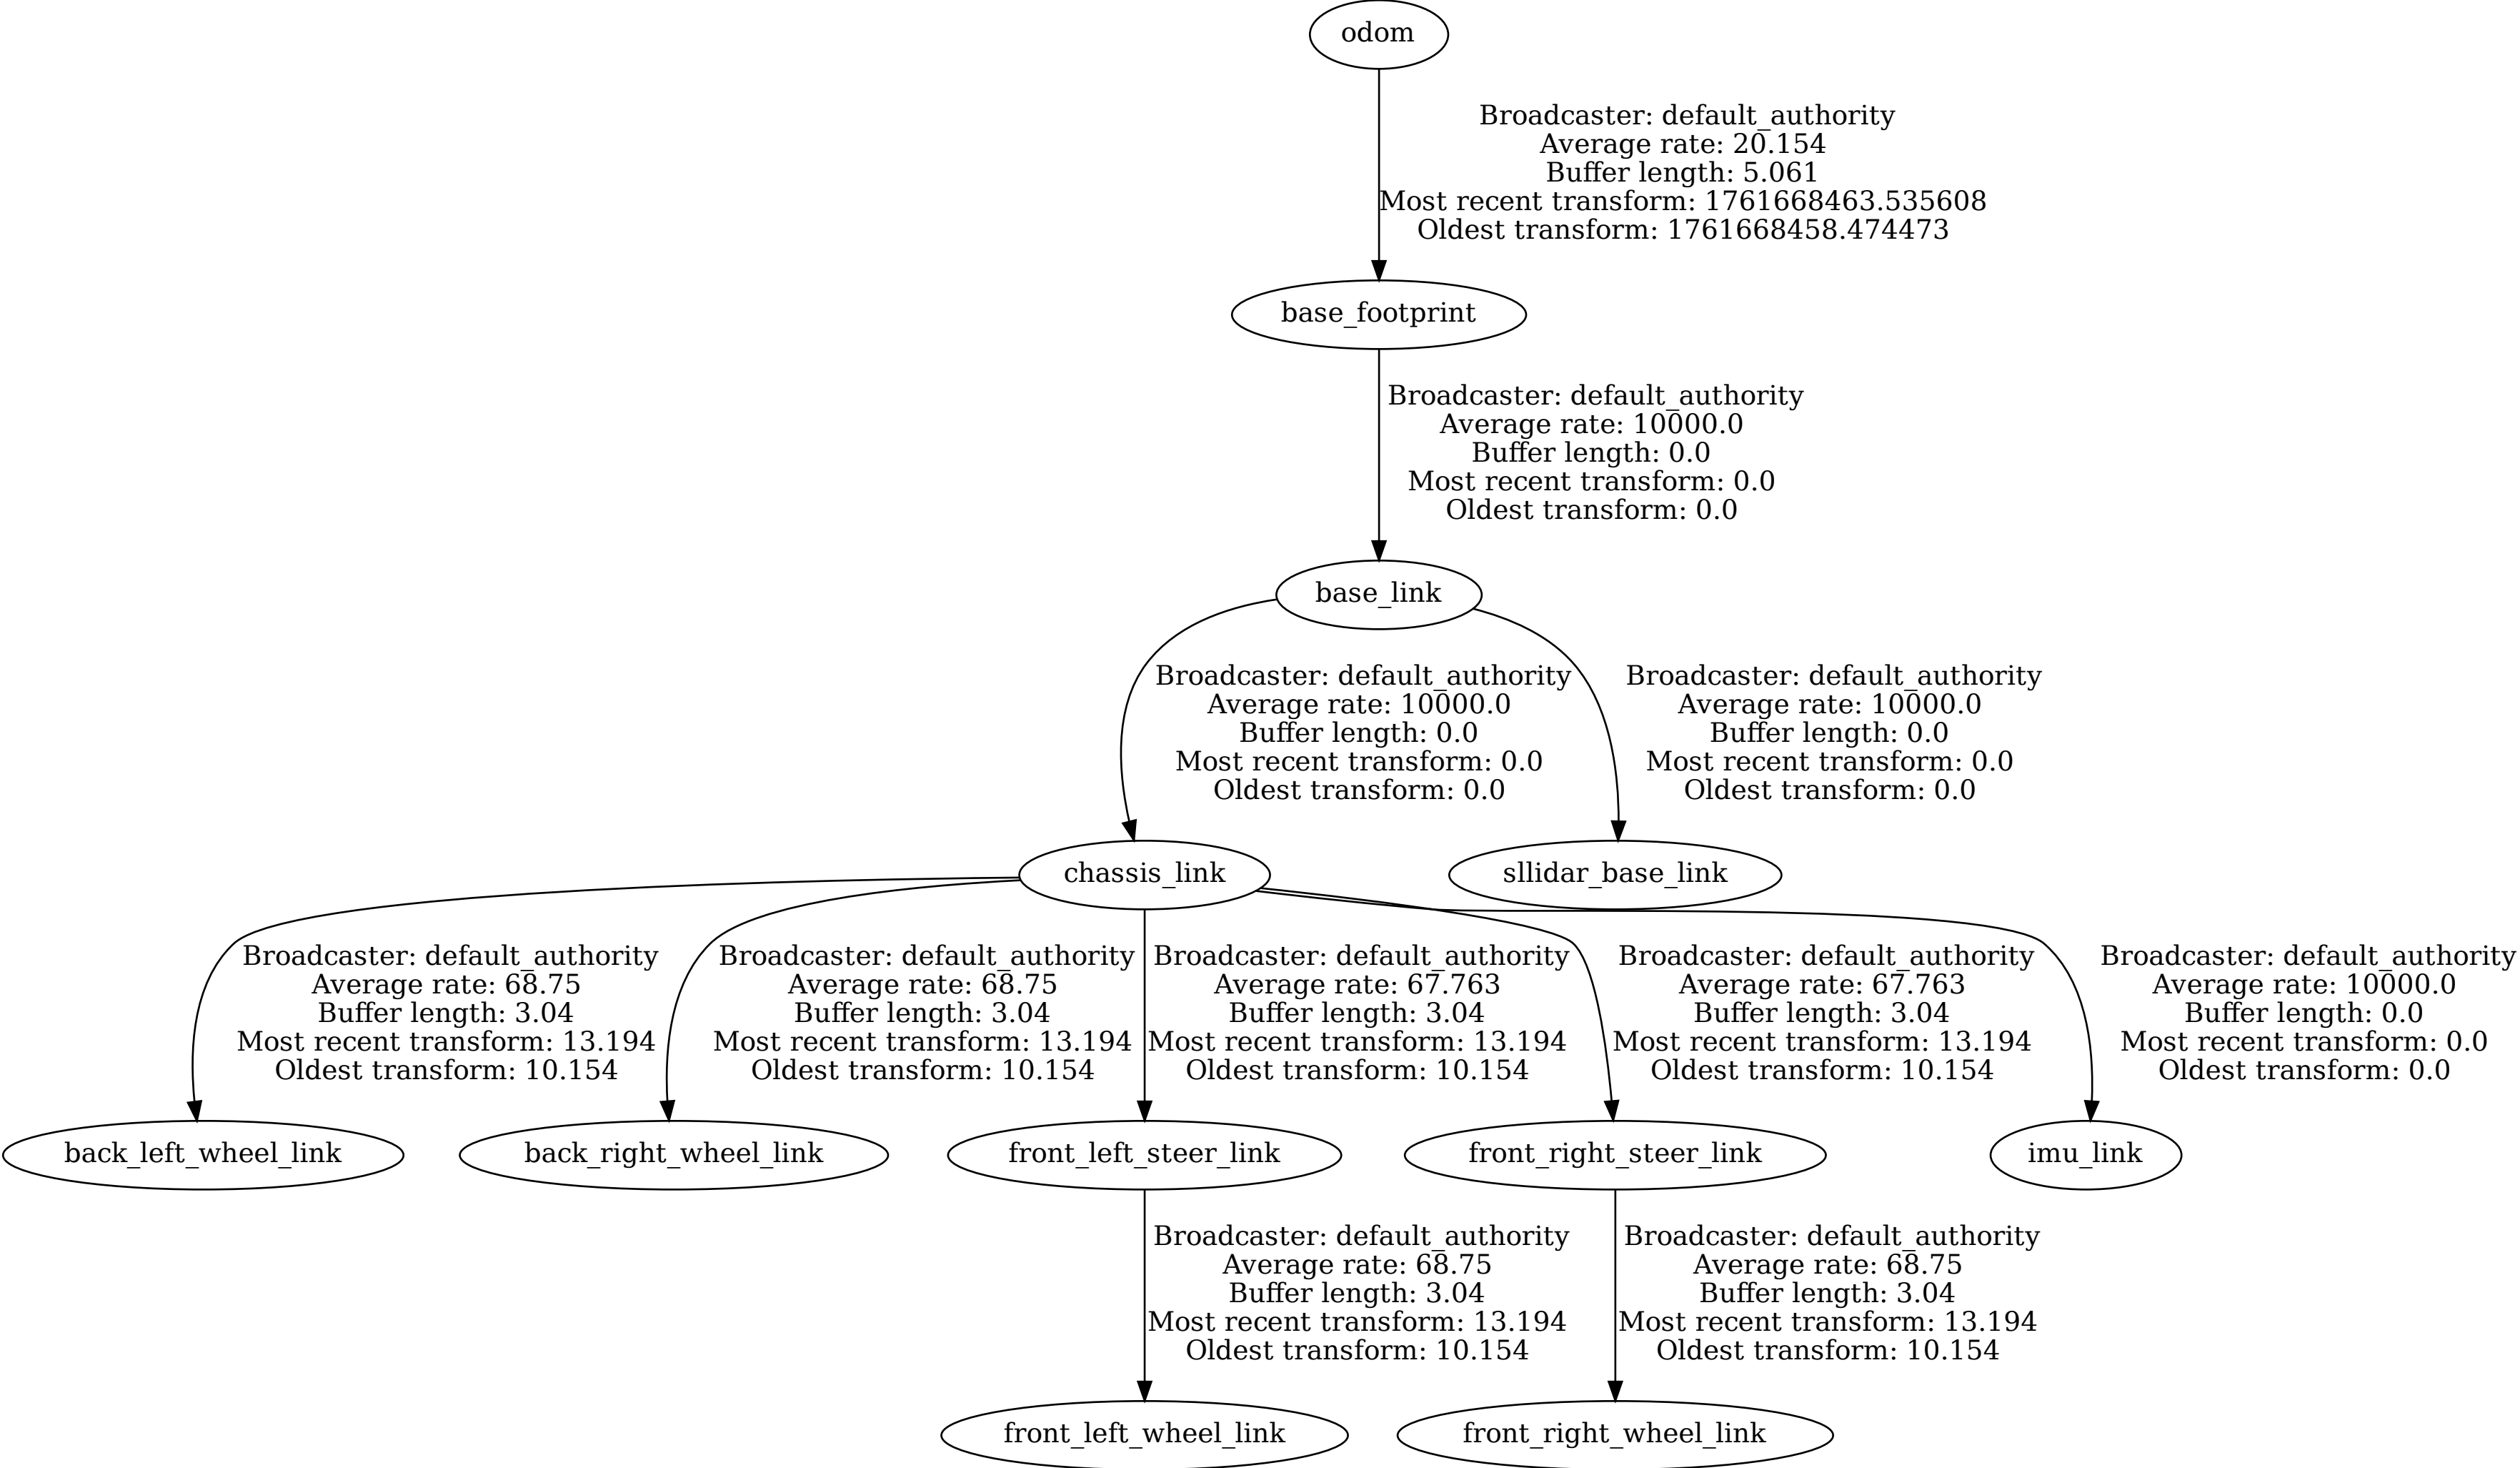 odom
Broadcaster: default_authority
Average rate: 20.154
Buffer length: 5.061
Most recent transform: 1761668463.535608
Oldest transform: 1761668458.474473
base_footprint
Broadcaster: default_authority
Average rate: 10000.0
Buffer length: 0.0
Most recent transform: 0.0
Oldest transform: 0.0
base_link
Broadcaster: default_authority
Average rate: 10000.0
Buffer length: 0.0
Most recent transform: 0.0
Oldest transform: 0.0
Broadcaster: default_authority
Average rate: 10000.0
Buffer length: 0.0
Most recent transform: 0.0
Oldest transform: 0.0
chassis_link
sllidar_base_link
Broadcaster: default_authority
Average rate: 68.75
Buffer length: 3.04
Most recent transform: 13.194
Oldest transform: 10.154
Broadcaster: default_authority
Average rate: 68.75
Buffer length: 3.04
Most recent transform: 13.194
Oldest transform: 10.154
Broadcaster: default_authority
Average rate: 67.763
Buffer length: 3.04
Most recent transform: 13.194
Oldest transform: 10.154
Broadcaster: default_authority
Average rate: 67.763
Buffer length: 3.04
Most recent transform: 13.194
Oldest transform: 10.154
Broadcaster: default_authority
Average rate: 10000.0
Buffer length: 0.0
Most recent transform: 0.0
Oldest transform: 0.0
back_left_wheel_link
back_right_wheel_link
front_left_steer_link
front_right_steer_link
imu_link
Broadcaster: default_authority
Average rate: 68.75
Buffer length: 3.04
Most recent transform: 13.194
Oldest transform: 10.154
Broadcaster: default_authority
Average rate: 68.75
Buffer length: 3.04
Most recent transform: 13.194
Oldest transform: 10.154
front_left_wheel_link
front_right_wheel_link